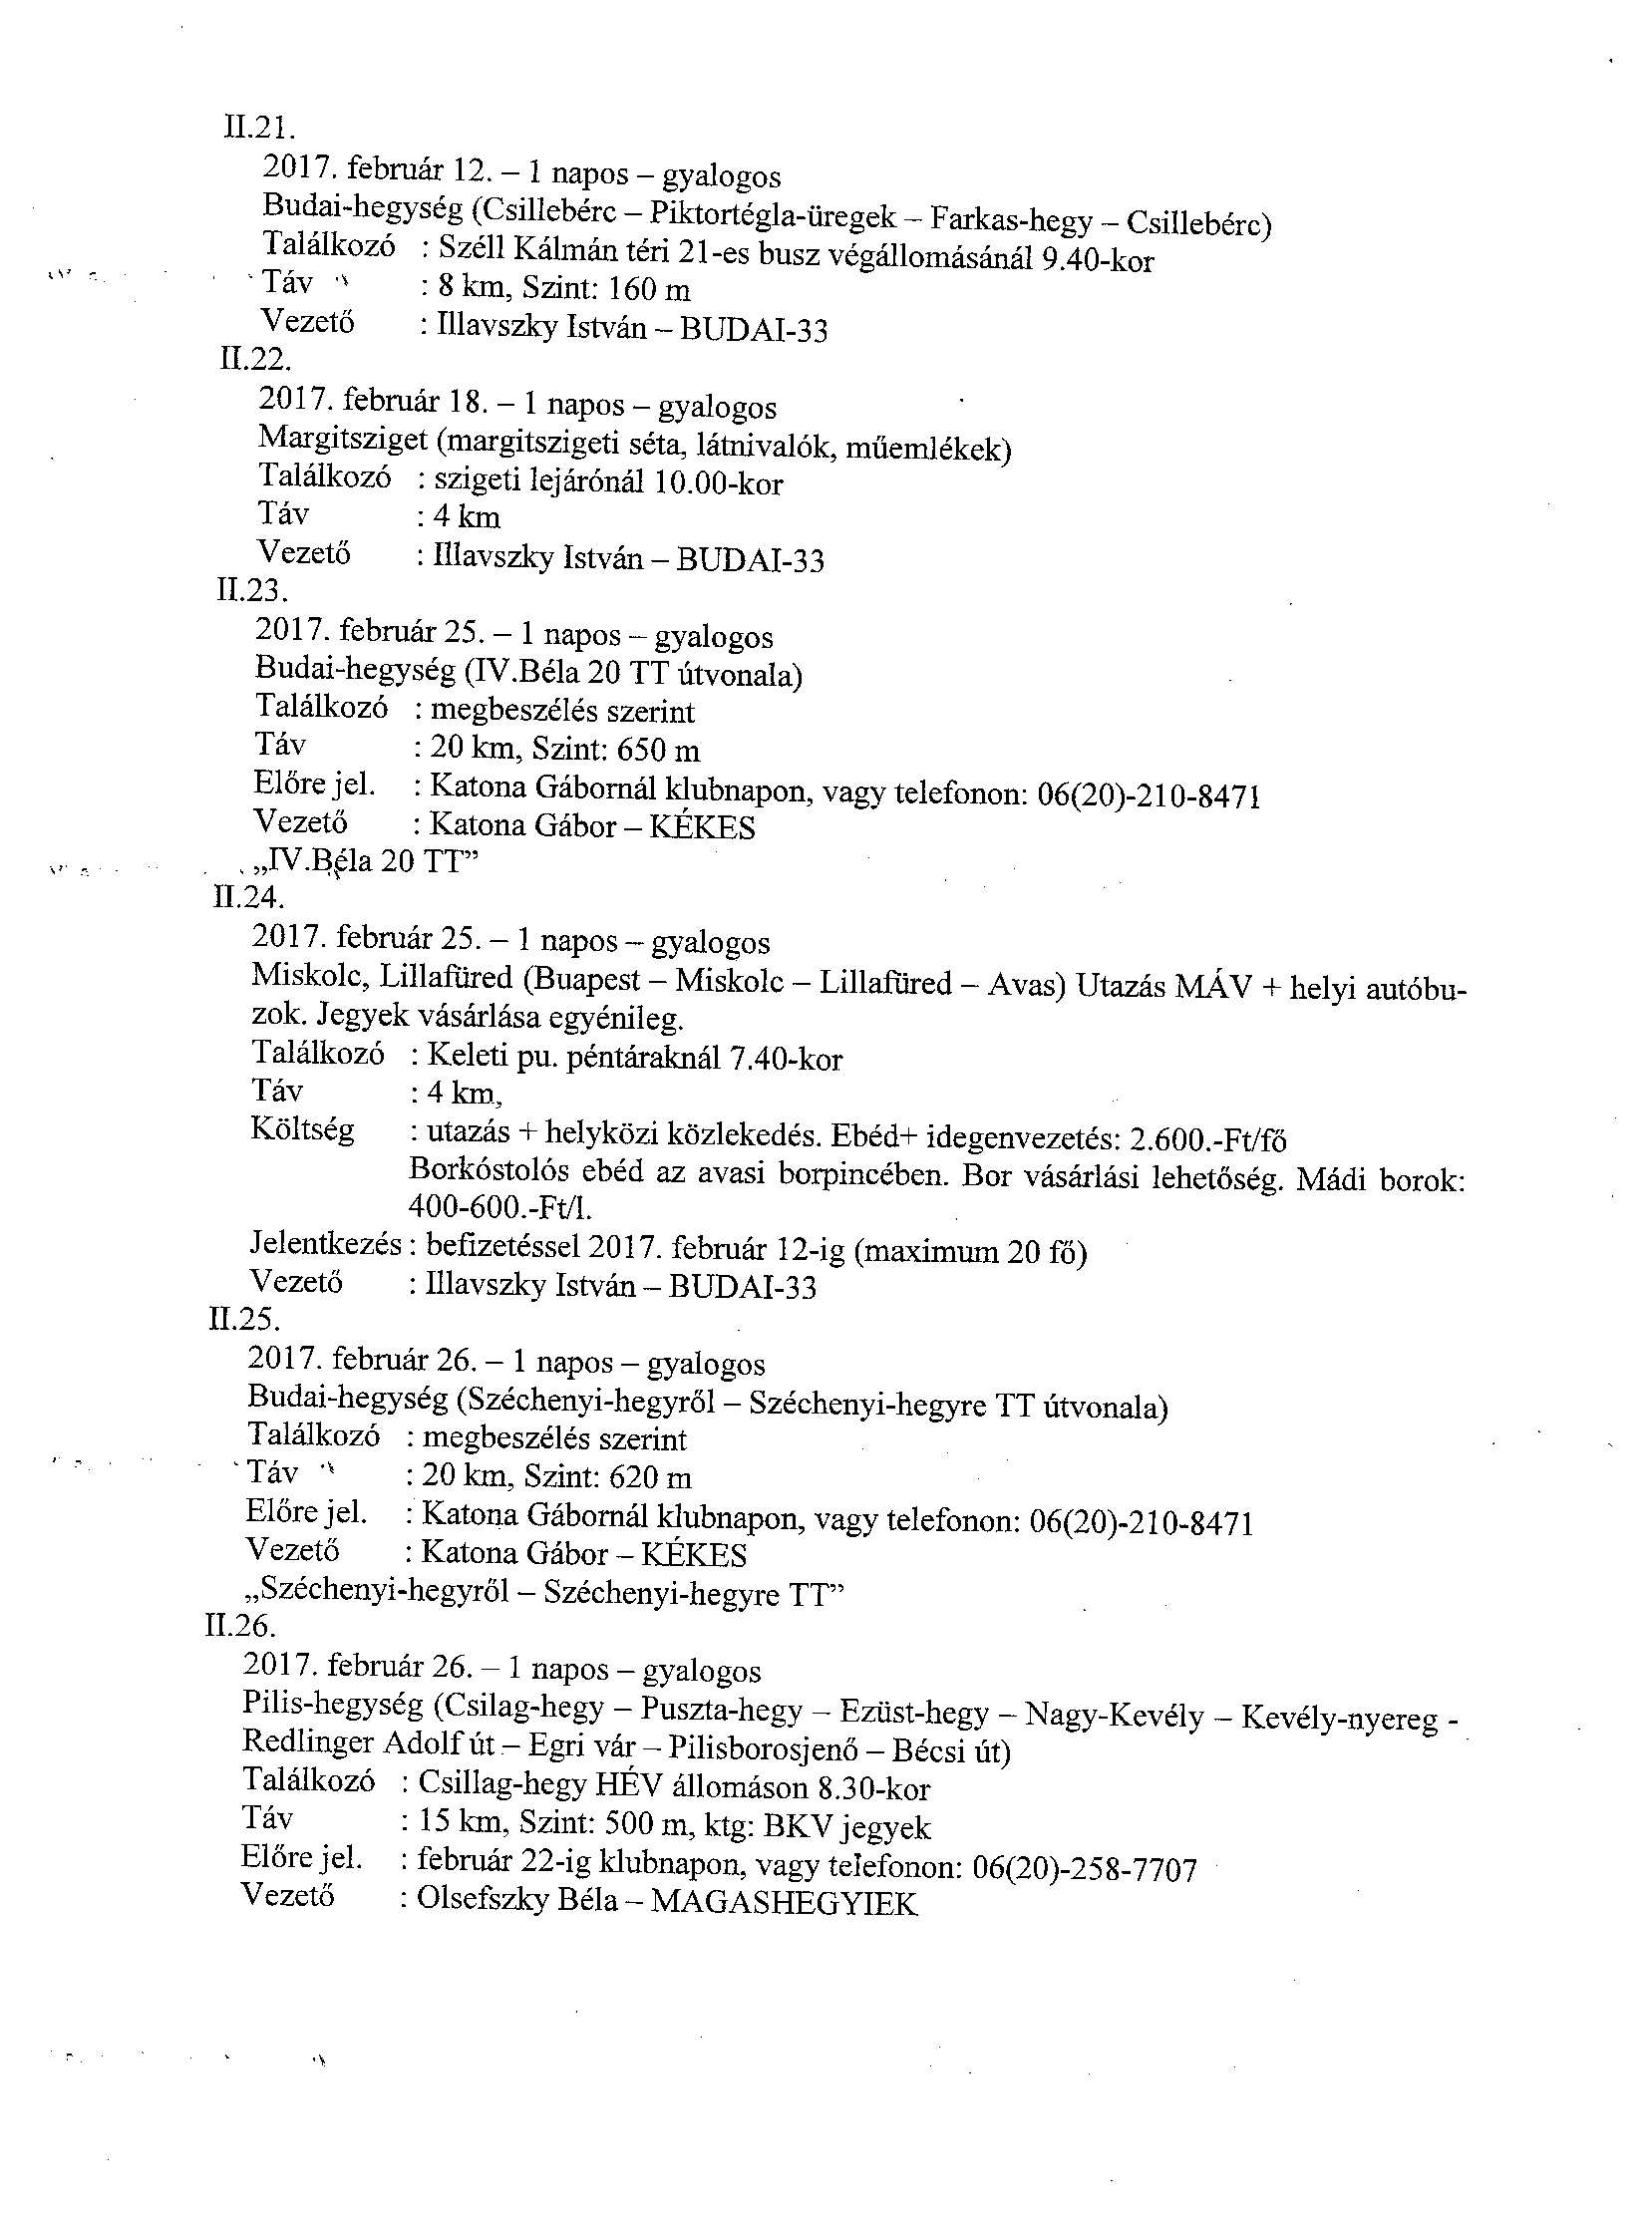 II.21.
2017. február 12. – 1 napos – gyalogos
Budai-hegység (Csillebérc – Piktortégla-üregek – Farkas-hegy – Csillebérc)
Találkozó : Széll Kálmán téri 21-es busz végállomásánál 9.40-kor
Táv : 8 km, Szint: 160 m
Vezető : Illavszky István – BUDAI-33
II.22.
2017. február 18. – 1 napos – gyalogos
Margitsziget (margitszigeti séta, látnivalók, műemlékek)
Találkozó : szigeti lejárónál 10.00-kor
Táv : 4 km
Vezető : Illavszky István – BUDAI-33
II.23.
2017. február 25. – 1 napos – gyalogos
Budai-hegység (IV.Béla 20 TT útvonala)
Találkozó : megbeszélés szerint
Táv : 20 km, Szint: 650 m
Előre jel. : Katona Gábornál klubnapon, vagy telefonon: 06(20)-210-8471
Vezető : Katona Gábor – KÉKES
„IV.Béla 20 TT”
II.24.
2017. február 25. – 1 napos – gyalogos
Miskolc, Lillafüred (Buapest – Miskolc – Lillafüred – Avas) Utazás MÁV + helyi autóbu-
zok. Jegyek vásárlása egyénileg.
Találkozó : Keleti pu. péntáraknál 7.40-kor
Táv : 4 km,
Költség : utazás + helyközi közlekedés. Ebéd+ idegenvezetés: 2.600.-Ft/fő
Borkóstolós ebéd az avasi borpincében. Bor vásárlási lehetőség. Mádi borok:
400-600.-Ft/l.
Jelentkezés : befizetéssel 2017. február 12-ig (maximum 20 fő)
Vezető : Illavszky István – BUDAI-33
II.25.
2017. február 26. – 1 napos – gyalogos
Budai-hegység (Széchenyi-hegyről – Széchenyi-hegyre TT útvonala)
Találkozó : megbeszélés szerint
Táv : 20 km, Szint: 620 m
Előre jel. : Katona Gábornál klubnapon, vagy telefonon: 06(20)-210-8471
Vezető : Katona Gábor – KÉKES
„Széchenyi-hegyről – Széchenyi-hegyre TT”
II.26.
2017. február 26. – 1 napos – gyalogos
Pilis-hegység (Csilag-hegy – Puszta-hegy – Ezüst-hegy – Nagy-Kevély – Kevély-nyereg -
Redlinger Adolf út – Egri vár – Pilisborosjenő – Bécsi út)
Találkozó : Csillag-hegy HÉV állomáson 8.30-kor
Táv : 15 km, Szint: 500 m, ktg: BKV jegyek
Előre jel. : február 22-ig klubnapon, vagy telefonon: 06(20)-258-7707
Vezető : Olsefszky Béla – MAGASHEGYIEK